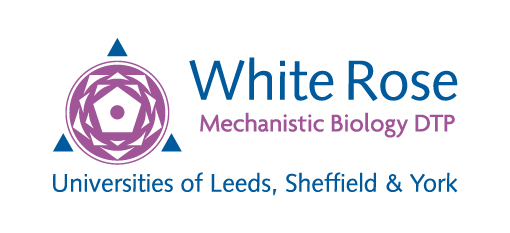 White Rose
Mechanistic Biology DTP
Universities of Leeds, Sheffield & York